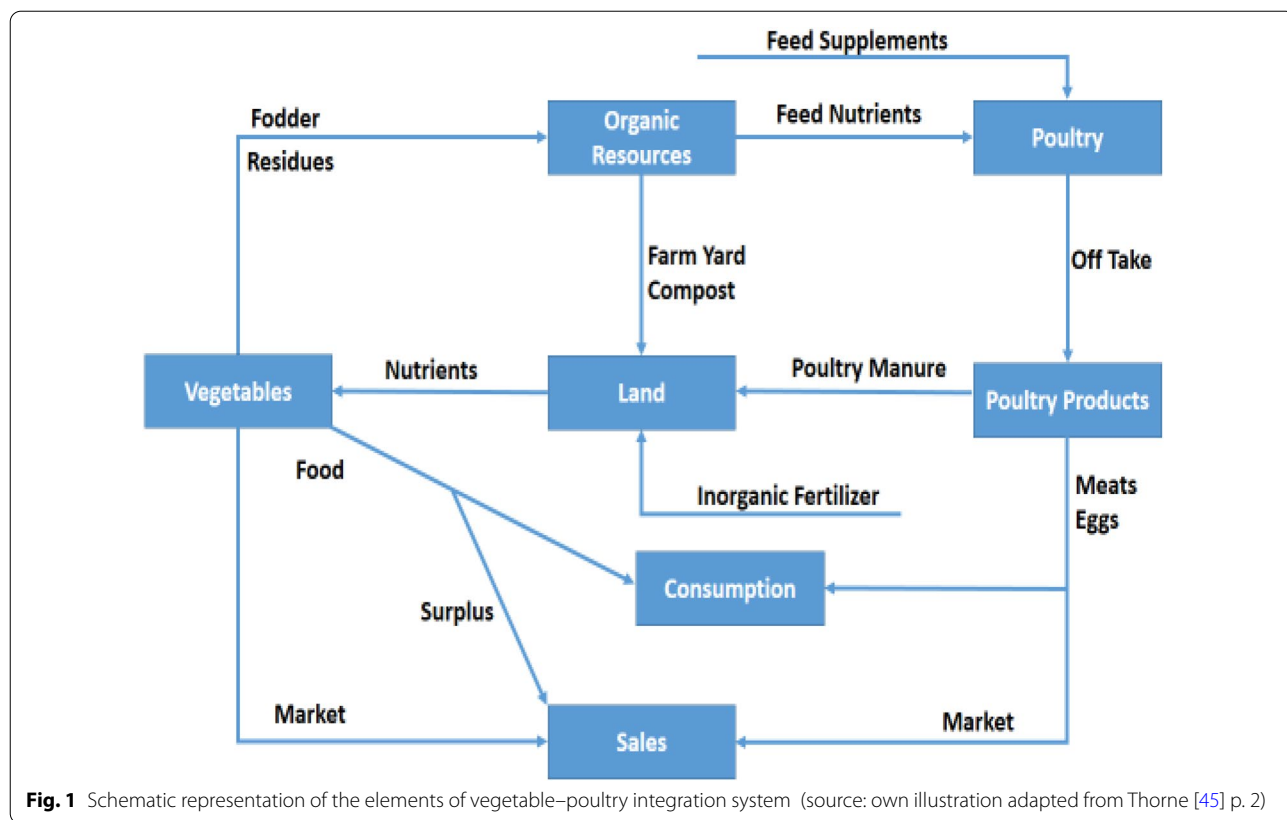 Feed Supplements
Fodder
Residues
Organic
Resources
Feed Nutrients
Poultry
Farm Yard
Compost
Off Take
Vegetables
Nutrients
Land
Poultry Manure
Poultry Products
Food
Inorganic Fertilizer
Meats
Eggs
Consumption
Surplus
Market
Sales
Market
Fig. 1 Schematic representation of the elements of vegetable–poultry integration system (source: own illustration adapted from Thorne [45] p. 2)